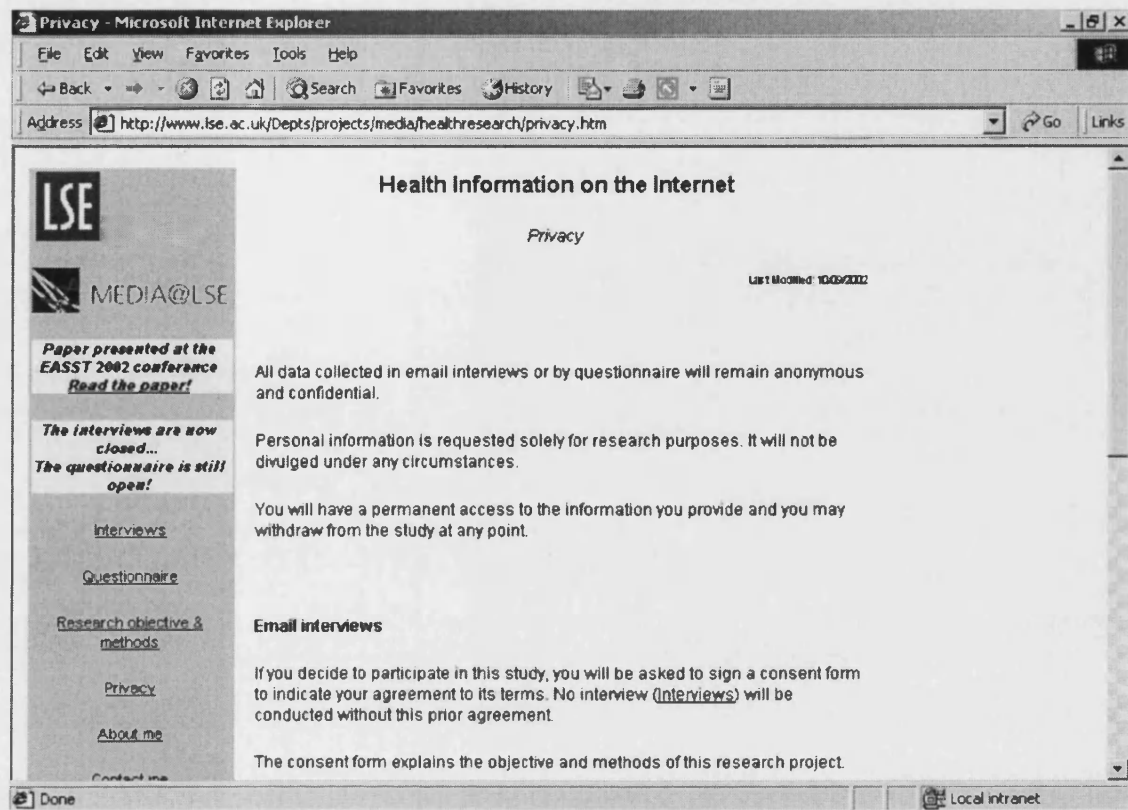 Privacy - Microsoft Internet Explorer
File Edit View Favorites Tools Help
Back Search Favorites History
Address http://www.lse.ac.uk/Depts/projects/media/healthresearch/privacy.htm Go Links
LSE
MEDIA@LSE
Paper presented at the
EASST 2002 conference
Read the paper!
The interviews are now
closed...
The questionnaire is still
open!
Interviews
Questionnaire
Research objective &
methods
Privacy
About me
Contact me
Health Information on the Internet
Privacy
Last Modified: 10/09/2002
All data collected in email interviews or by questionnaire will remain anonymous
and confidential.
Personal information is requested solely for research purposes. It will not be
divulged under any circumstances.
You will have a permanent access to the information you provide and you may
withdraw from the study at any point.
Email interviews
If you decide to participate in this study, you will be asked to sign a consent form
to indicate your agreement to its terms. No interview (Interviews) will be
conducted without this prior agreement.
The consent form explains the objective and methods of this research project.
Done Local intranet